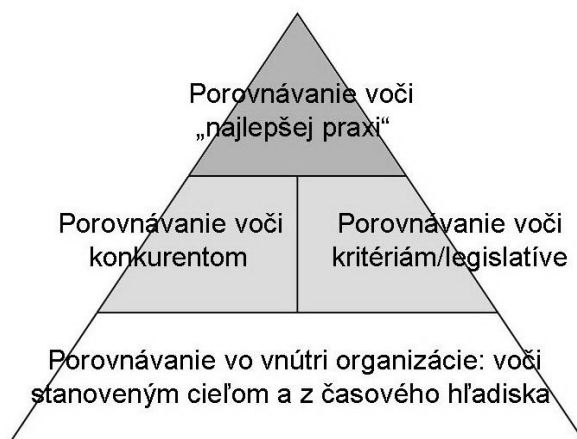 Porovnávanie voči
„najlepšej praxi“
Porovnávanie voči
konkurentom
Porovnávanie voči
kritériám/legislatíve
Porovnávanie vo vnútri organizácie: voči
stanoveným cieľom a z časového hľadiska